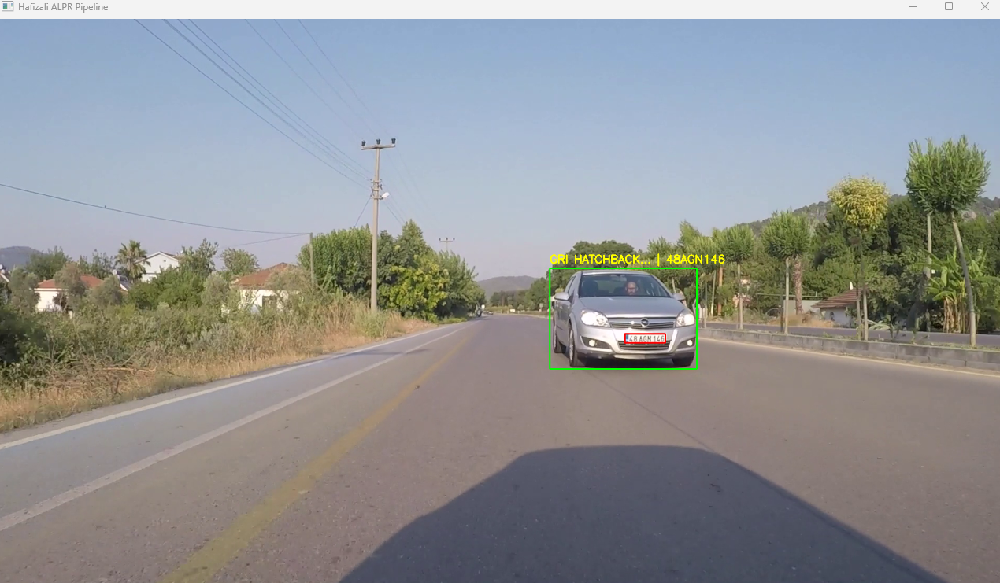 Hafizali ALPR Pipeline
GRI HATCHBACK... | 48AGN146
48 AGN 146